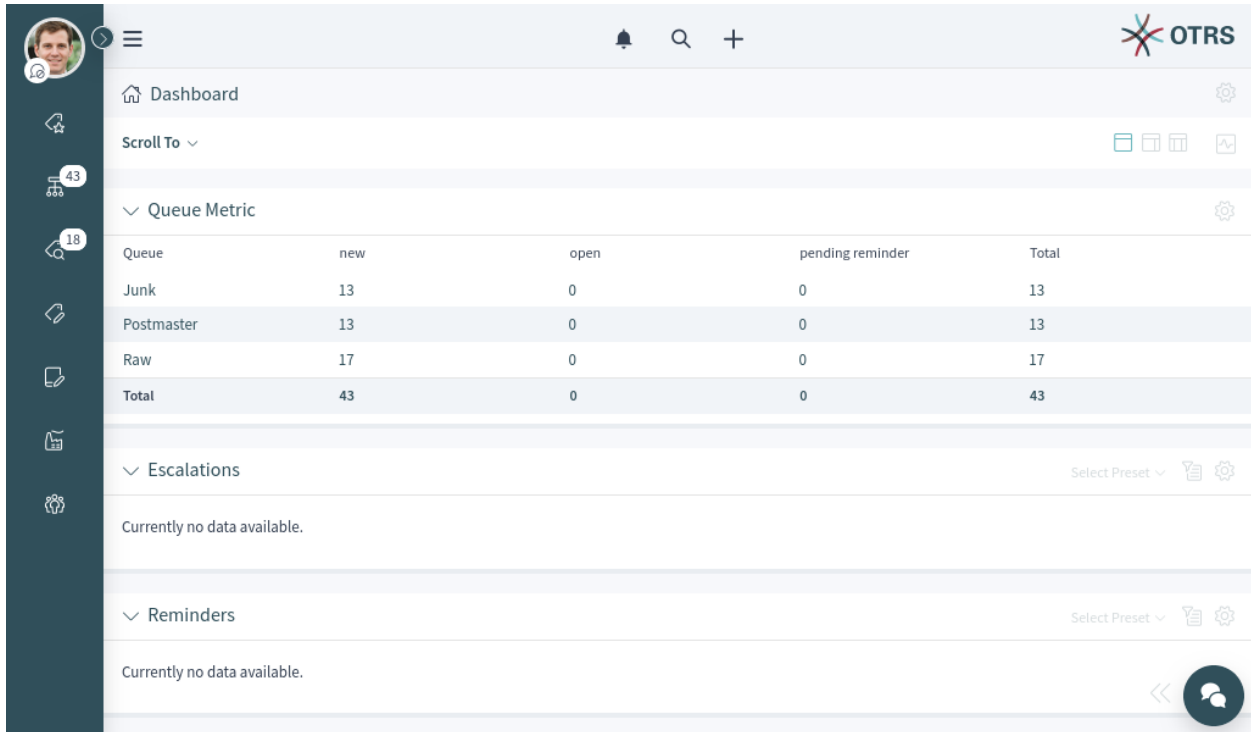 OTRS
Dashboard
Scroll To
43
18
Queue Metric
Queue new open pending reminder Total
Junk 13 0 0 13
Postmaster 13 0 0 13
Raw 17 0 0 17
Total 43 0 0 43
Escalations
Select Preset
Currently no data available.
Reminders
Select Preset
Currently no data available.